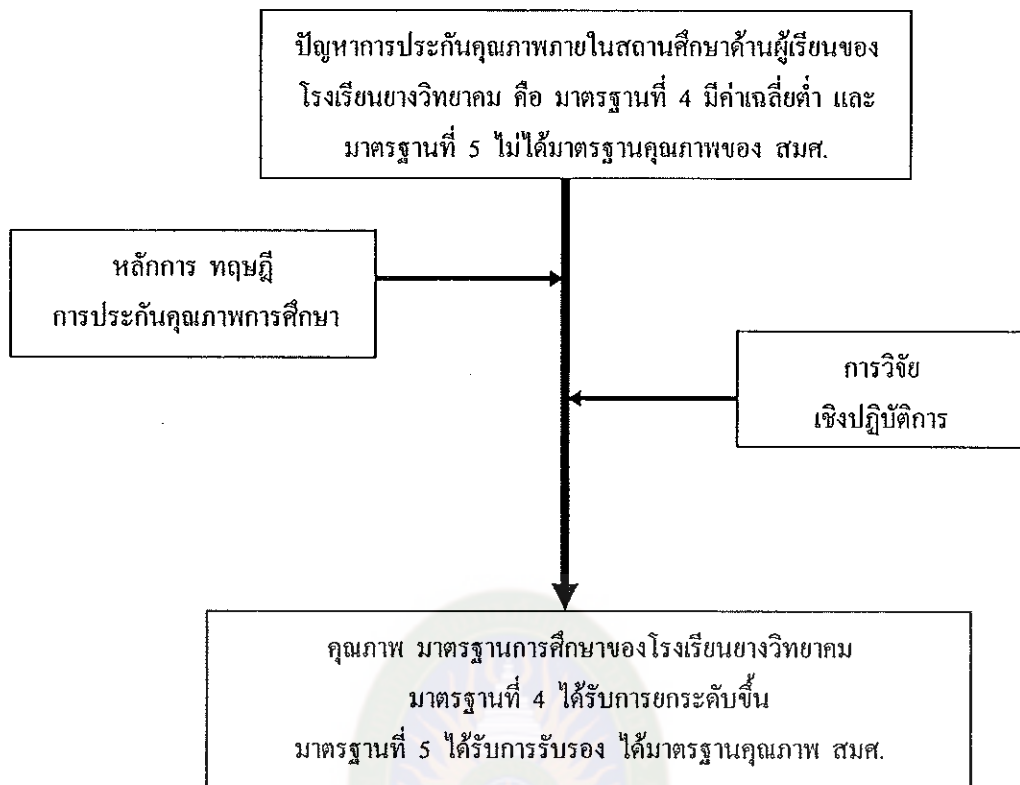 ปัญหาการประกันคุณภาพภายในสถานศึกษาด้านผู้เรียนของ
โรงเรียนยางวิทยาคม คือ มาตรฐานที่ 4 มีค่าเฉลี่ยต่ำ และ
มาตรฐานที่ 5 ไม่ได้มาตรฐานคุณภาพของ สมศ.
หลักการ ทฤษฎี
การประกันคุณภาพการศึกษา
การวิจัย
เชิงปฏิบัติการ
คุณภาพ มาตรฐานการศึกษาของโรงเรียนยางวิทยาคม
มาตรฐานที่ 4 ได้รับการยกระดับขึ้น
มาตรฐานที่ 5 ได้รับการรับรอง ได้มาตรฐานคุณภาพ สมศ.